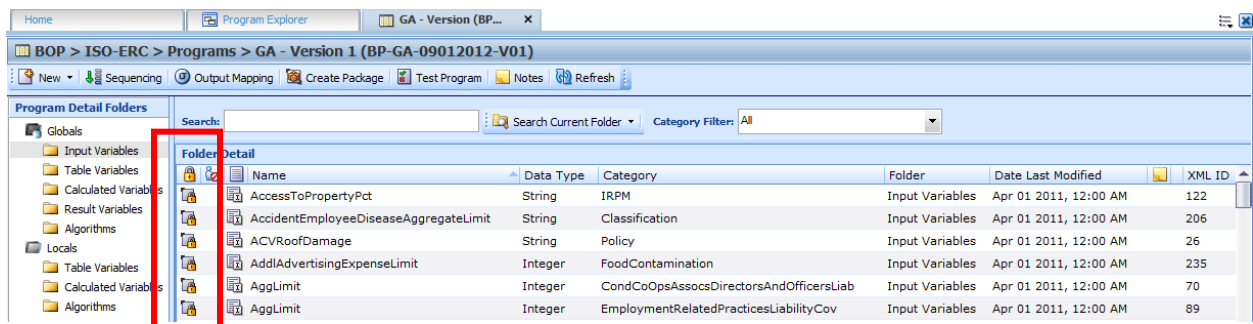 Home Program Explorer GA - Version (BP... x
BOP > ISO-ERC > Programs > GA - Version 1 (BP-GA-09012012-V01)
New Sequencing Output Mapping Create Package Test Program Notes Refresh
Program Detail Folders
Globals
Input Variables
Table Variables
Calculated Variables
Result Variables
Algorithms
Locals
Table Variables
Calculated Variables
Algorithms
Search: Search Current Folder Category Filter: All
Folder Detail
Name Data Type Category Folder Date Last Modified XML ID
AccessToPropertyPct String IRPM Input Variables Apr 01 2011, 12:00 AM 122
AccidentEmployeeDiseaseAggregateLimit String Classification Input Variables Apr 01 2011, 12:00 AM 206
ACVRoofDamage String Policy Input Variables Apr 01 2011, 12:00 AM 26
AddlAdvertisingExpenseLimit Integer FoodContamination Input Variables Apr 01 2011, 12:00 AM 235
AggLimit Integer CondCoOpsAssocsDirectorsAndOfficersLiab Input Variables Apr 01 2011, 12:00 AM 70
AggLimit Integer EmploymentRelatedPracticesLiabilityCov Input Variables Apr 01 2011, 12:00 AM 89